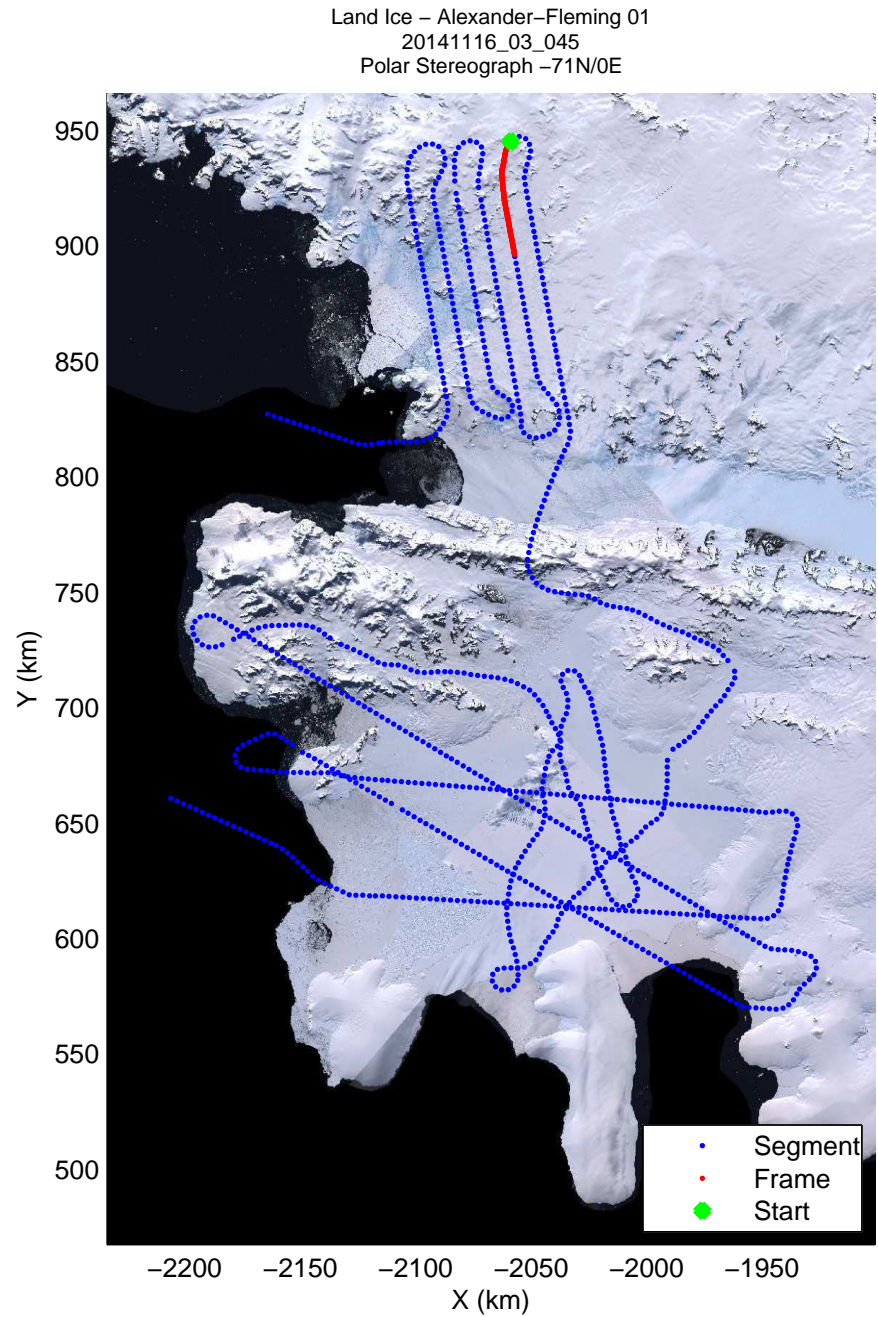 Land Ice − Alexander−Fleming 01
20141116_03_045
Polar Stereograph −71N/0E
950
900
850
800
750
700
650
600
550
500
Y (km)
Segment
Frame
Start
−2200 −2150 −2100 −2050 −2000 −1950
X (km)